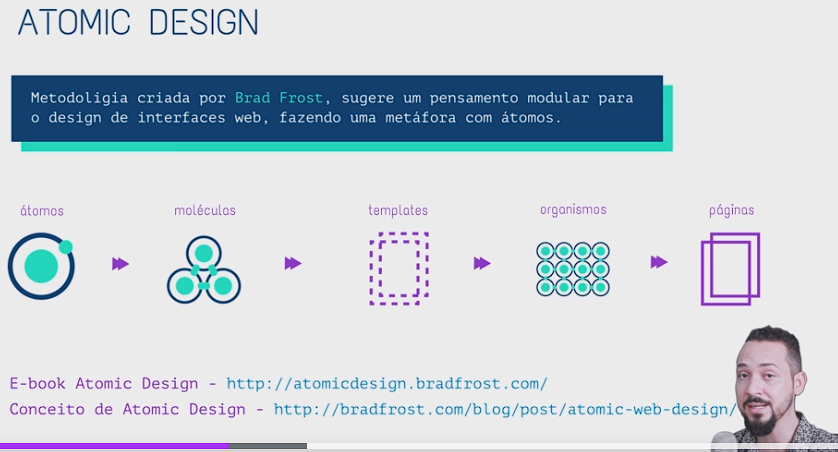 ATOMIC DESIGN
Metodoligia criada por Brad Frost, sugere um pensamento modular para
o design de interfaces web, fazendo uma metáfora com átomos.
átomos
moléculas
templates
organismos
páginas
E-book Atomic Design - http://atomicdesign.bradfrost.com/
Conceito de Atomic Design - http://bradfrost.com/blog/post/atomic-web-design/